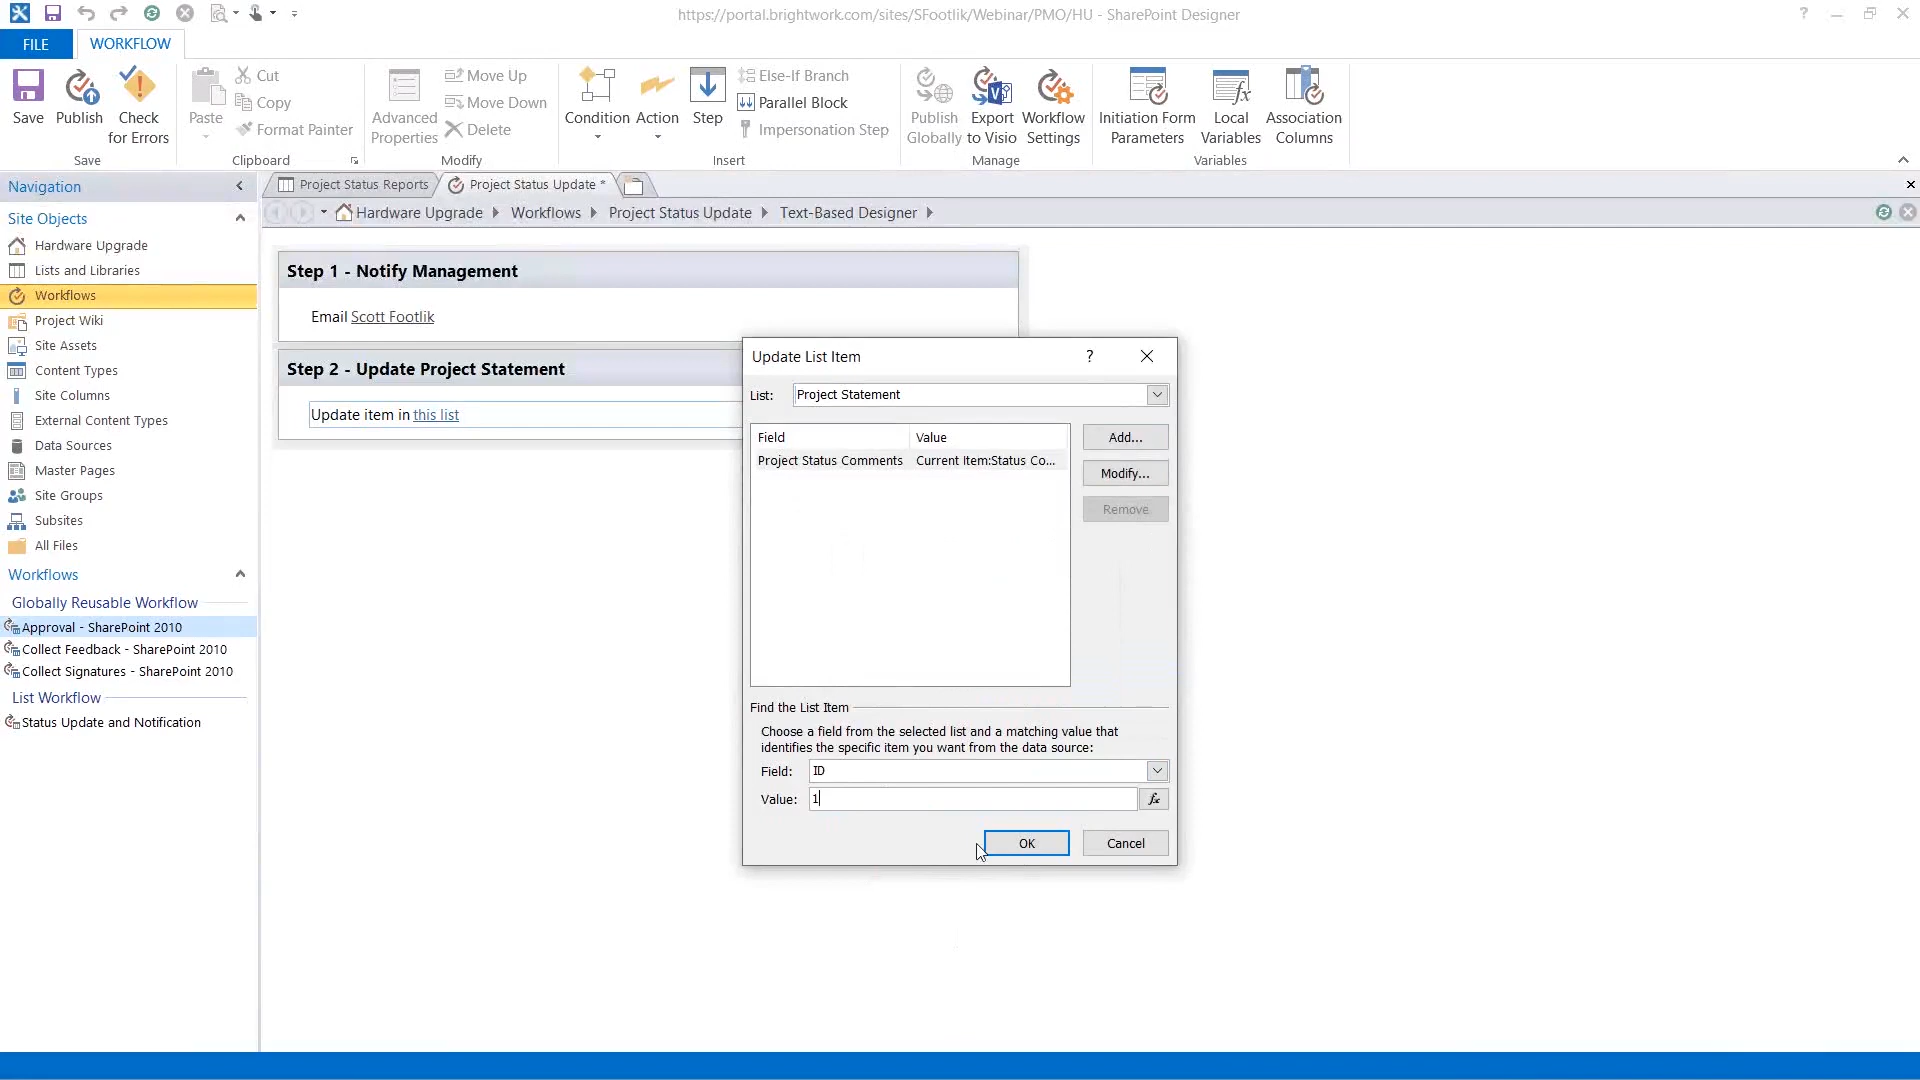 https://portal.brightwork.com/sites/SFootlik/Webinar/PMO/HU - SharePoint Designer
?
FILE
WORKFLOW
Save
Publish
Check for Errors
Save
Paste
Cut
Copy
Format Painter
Clipboard
Advanced Properties
Move Up
Move Down
Delete
Modify
Condition
Action
Step
Else-If Branch
Parallel Block
Impersonation Step
Insert
Publish Globally
Export to Visio
Workflow Settings
Manage
Initiation Form Parameters
Local Variables
Association Columns
Variables
Navigation
Site Objects
Hardware Upgrade
Lists and Libraries
Workflows
Project Wiki
Site Assets
Content Types
Site Columns
External Content Types
Data Sources
Master Pages
Site Groups
Subsites
All Files
Workflows
Globally Reusable Workflow
Approval - SharePoint 2010
Collect Feedback - SharePoint 2010
Collect Signatures - SharePoint 2010
List Workflow
Status Update and Notification
Project Status Reports
Project Status Update *
Hardware Upgrade
Workflows
Project Status Update
Text-Based Designer
Step 1 - Notify Management
Email Scott Footlik
Step 2 - Update Project Statement
Update item in this list
Update List Item
?
List: Project Statement
Field Value
Project Status Comments Current Item:Status Co...
Add...
Modify...
Remove
Find the List Item
Choose a field from the selected list and a matching value that
identifies the specific item you want from the data source:
Field: ID
Value: 1
fx
OK
Cancel